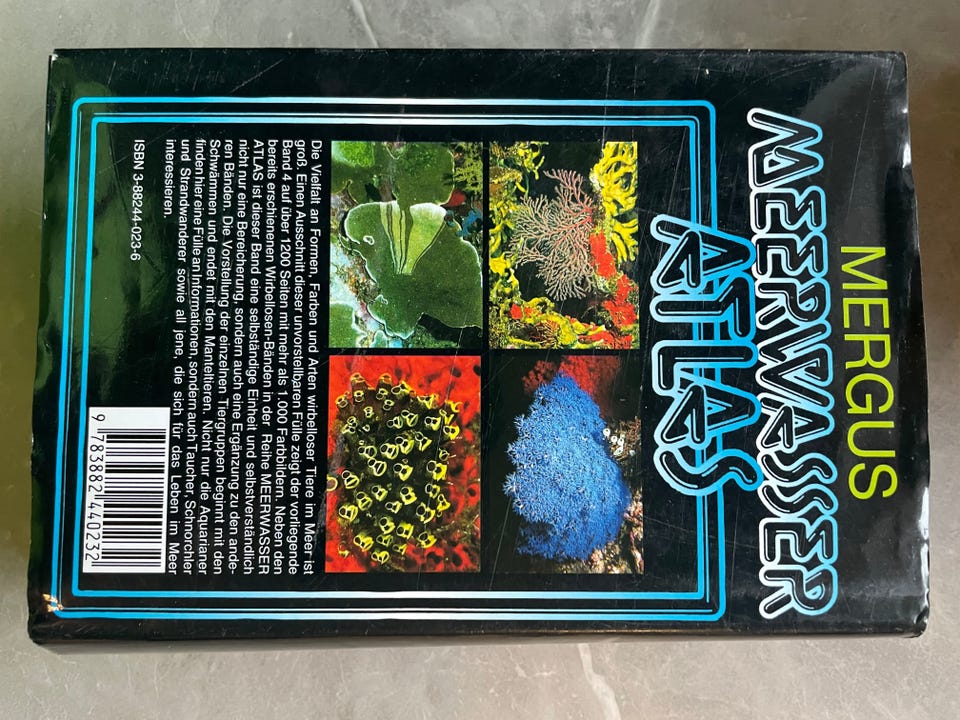 MERGUS
MEERWASSER
ATLAS
Die Vielfalt an Formen, Farben und Arten wirbelloser Tiere im Meer ist
groß. Einen Ausschnitt dieser unvorstellbaren Fülle zeigt der vorliegende
Band 4 auf über 1200 Seiten mit mehr als 1.000 Farbbildern. Neben den
bereits erschienenen Wirbellosen-Bänden in der Reihe MEERWASSER
ATLAS ist dieser Band eine selbständige Einheit und selbstverständlich
nicht nur eine Bereicherung, sondern auch eine Ergänzung zu den ande-
ren Bänden. Die Vorstellung der einzelnen Tiergruppen beginnt mit den
Schwämmen und endet mit den Manteltieren. Nicht nur die Aquarianer
finden hier eine Fülle an Informationen, sondern auch Taucher, Schnorchler
und Strandwanderer sowie all jene, die sich für das Leben im Meer
interessieren.
ISBN 3-88244-023-6
9 783882 440232